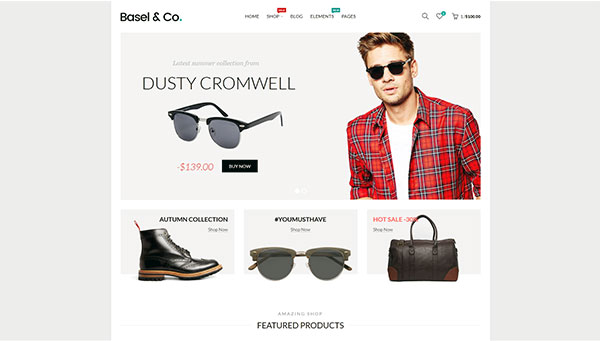 Basel & Co.
HOME SHOP BLOG ELEMENTS PAGES
SALE
NEW
$100.00
Latest summer collection from
DUSTY CROMWELL
-$139.00
BUY NOW
AUTUMN COLLECTION
Shop Now
#YOUMUSTHAVE
Shop Now
HOT SALE -30%
Shop Now
AMAZING SHOP
FEATURED PRODUCTS